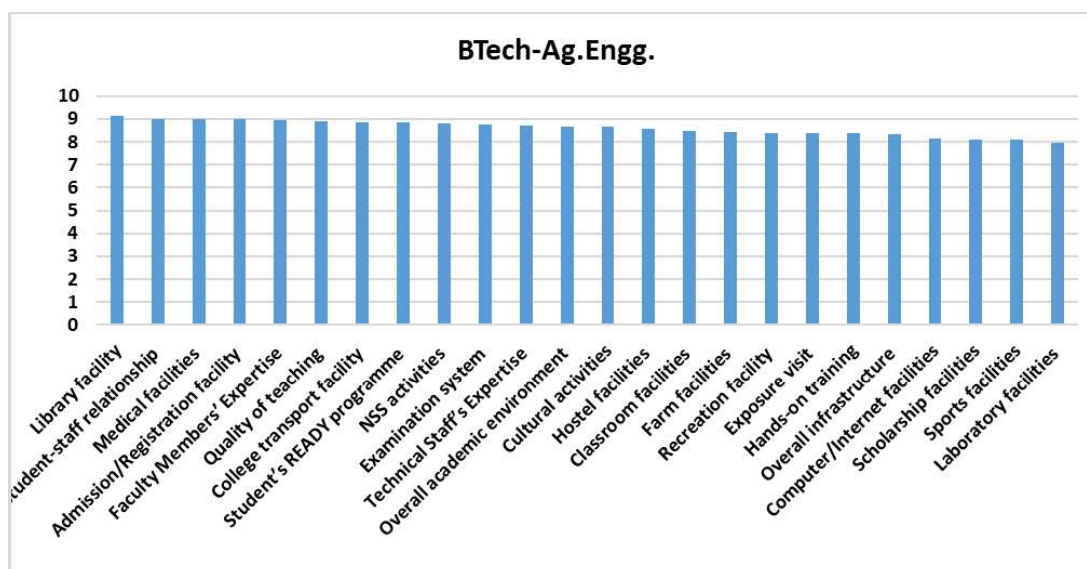 BTech-Ag.Engg.
10
9
8
7
6
5
4
3
2
1
0
Library facility
tudent-staff relationship
Medical facilities
Admission/Registration facility
Faculty Members' Expertise
Quality of teaching
College transport facility
Student's READY programme
NSS activities
Examination system
Technical Staff's Expertise
Overall academic environment
Cultural activities
Hostel facilities
Classroom facilities
Farm facilities
Recreation facility
Exposure visit
Hands-on training
Overall infrastructure
Computer/Internet facilities
Scholarship facilities
Sports facilities
Laboratory facilities